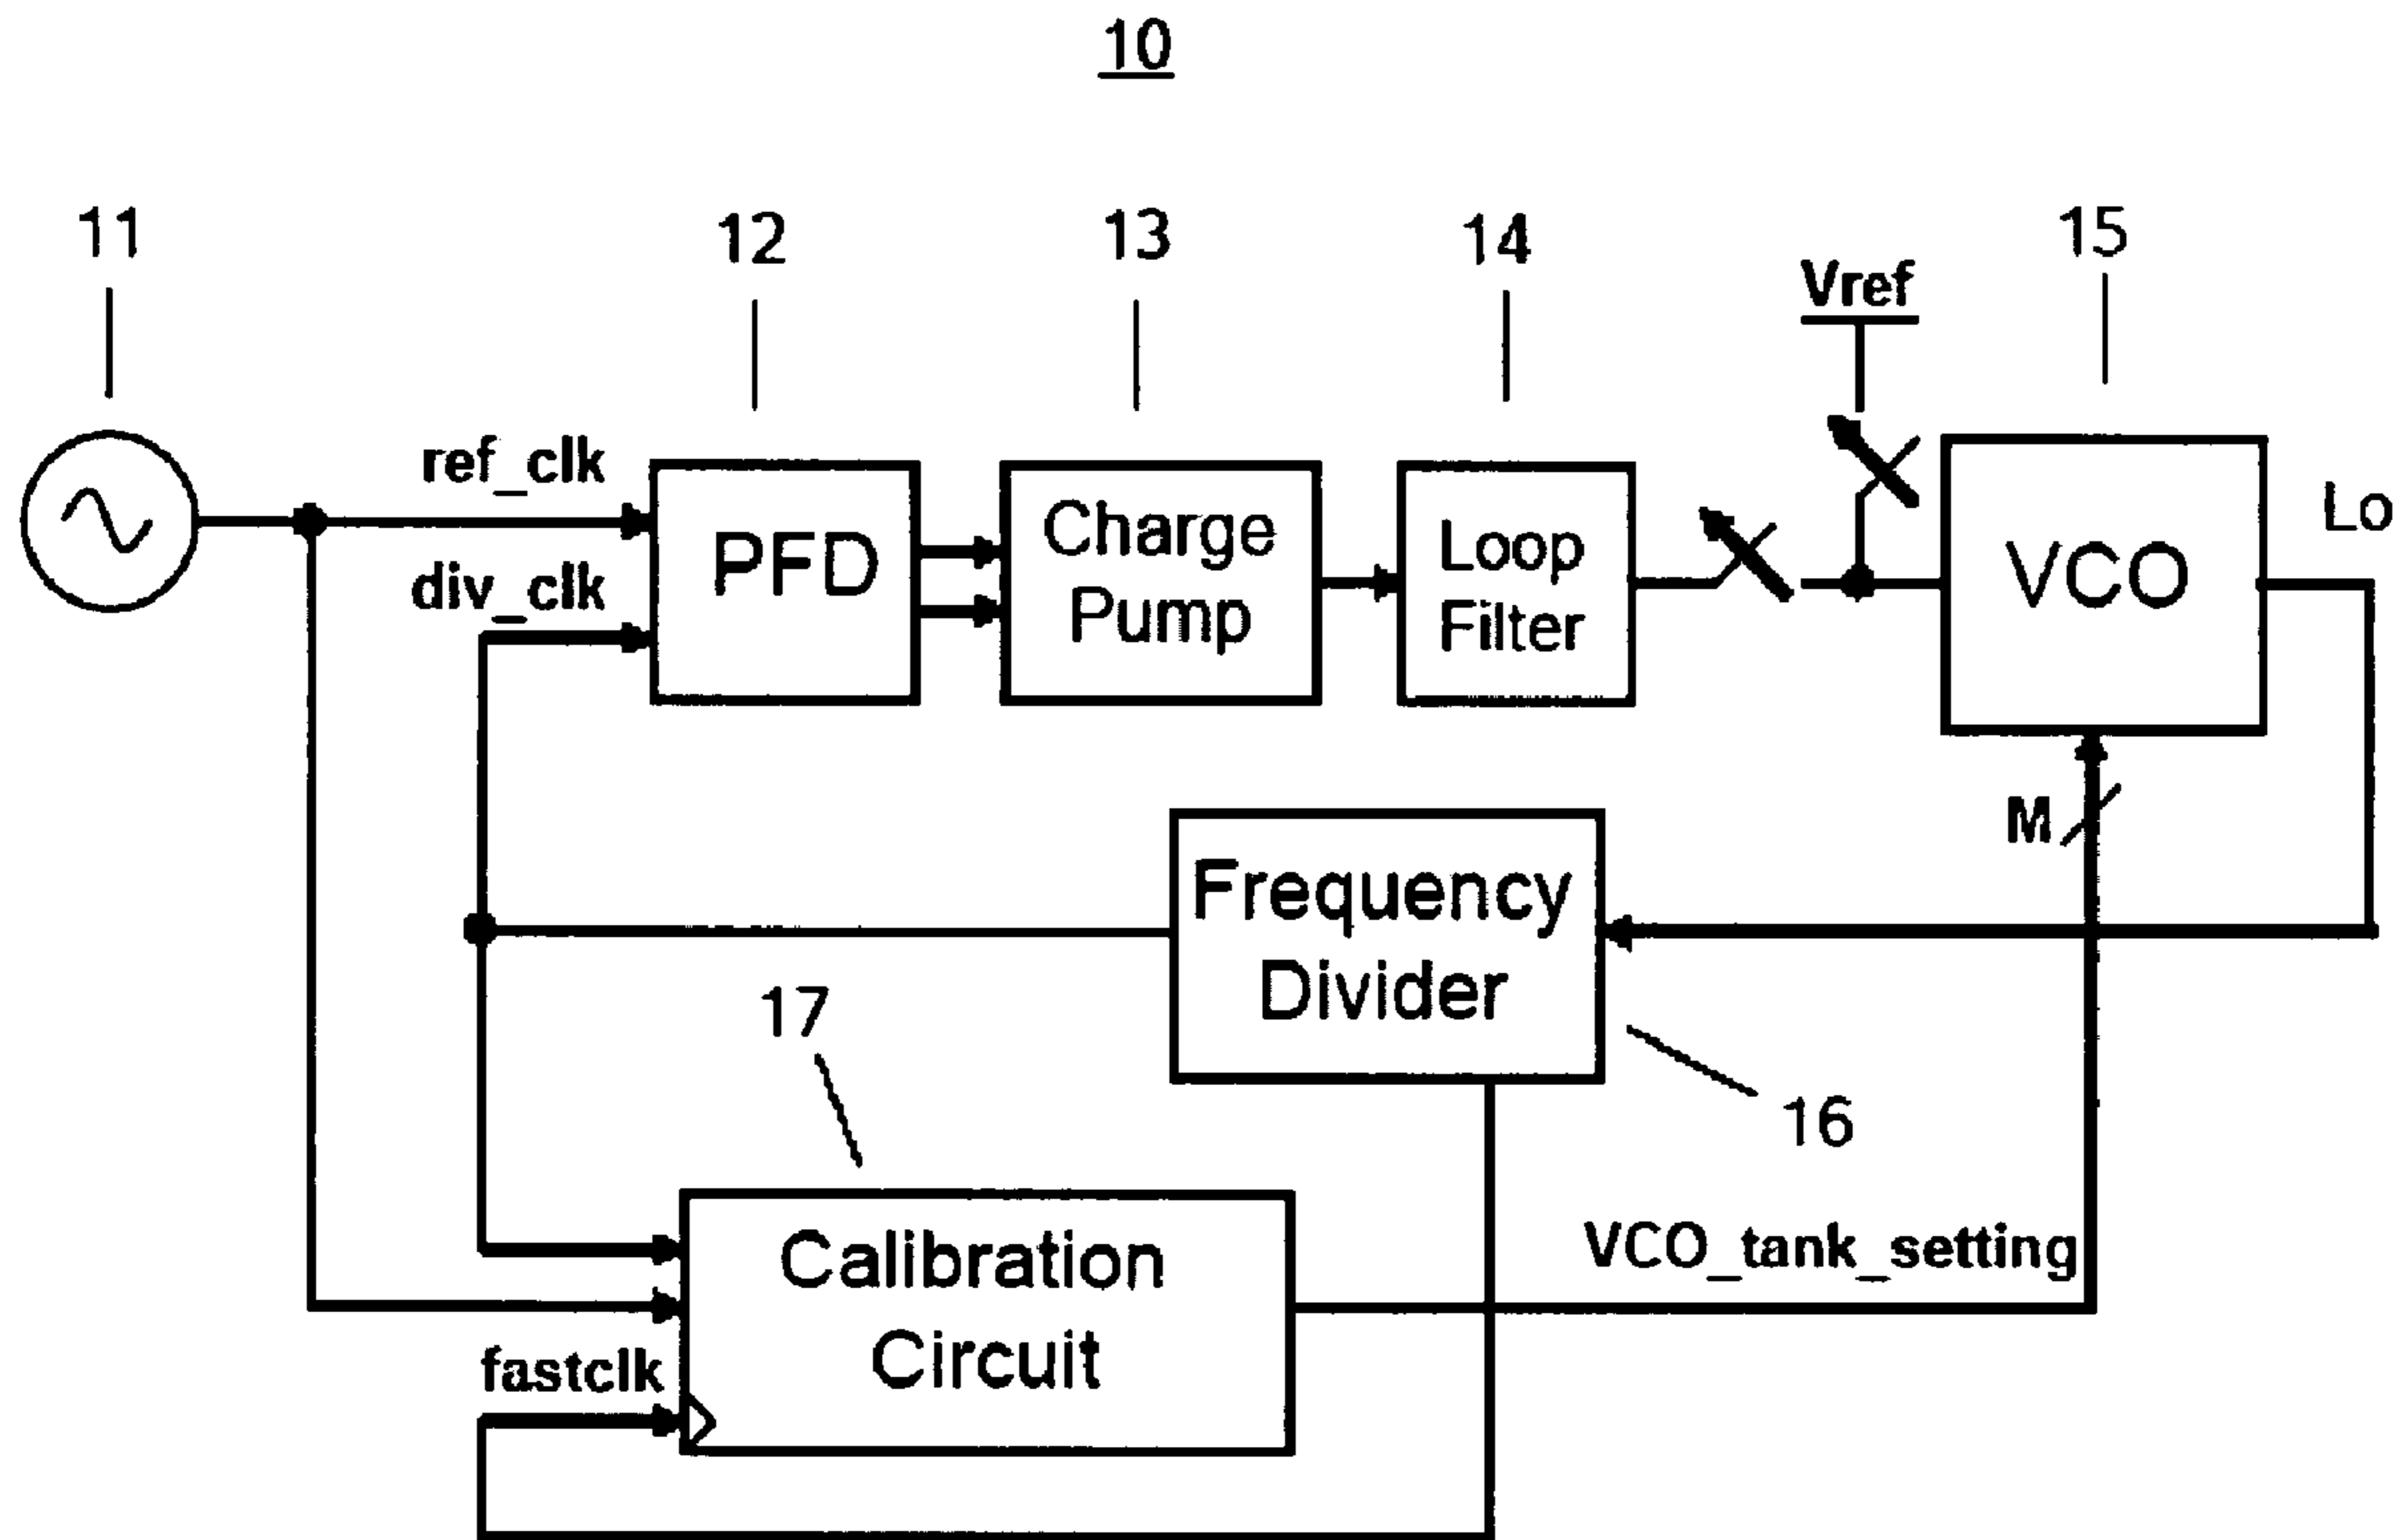 10
11
12
13
14
15
Vref
ref_clk
div_clk
PFD
Charge
Pump
Loop
Filter
VCO
Lo
M
Frequency
Divider
16
17
Calibration
Circuit
VCO_tank_setting
fastclk